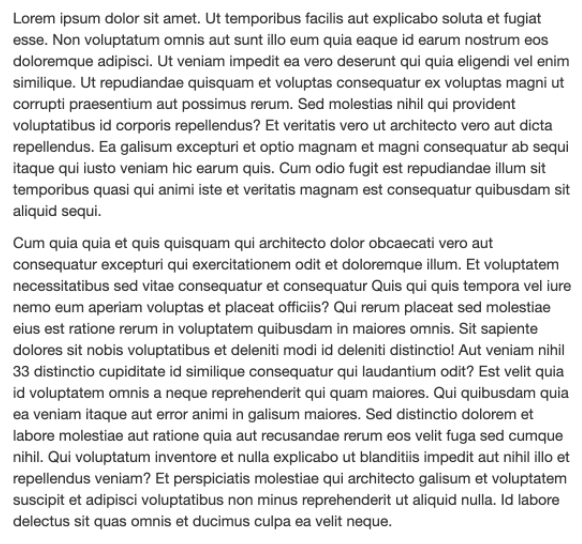 Lorem ipsum dolor sit amet. Ut temporibus facilis aut explicabo soluta et fugiat
esse. Non voluptatum omnis aut sunt illo eum quia eaque id earum nostrum eos
doloremque adipisci. Ut veniam impedit ea vero deserunt qui quia eligendi vel enim
similique. Ut repudiandae quisquam et voluptas consequatur ex voluptas magni ut
corrupti praesentium aut possimus rerum. Sed molestias nihil qui provident
voluptatibus id corporis repellendus? Et veritatis vero ut architecto vero aut dicta
repellendus. Ea galisum excepturi et optio magnam et magni consequatur ab sequi
itaque qui iusto veniam hic earum quis. Cum odio fugit est repudiandae illum sit
temporibus quasi qui animi iste et veritatis magnam est consequatur quibusdam sit
aliquid sequi.
Cum quia quia et quis quisquam qui architecto dolor obcaecati vero aut
consequatur excepturi qui exercitationem odit et doloremque illum. Et voluptatem
necessitatibus sed vitae consequatur et consequatur Quis qui quis tempora vel iure
nemo eum aperiam voluptas et placeat officiis? Qui rerum placeat sed molestiae
eius est ratione rerum in voluptatem quibusdam in maiores omnis. Sit sapiente
dolores sit nobis voluptatibus et deleniti modi id deleniti distinctio! Aut veniam nihil
33 distinctio cupiditate id similique consequatur qui laudantium odit? Est velit quia
id voluptatem omnis a neque reprehenderit qui quam maiores. Qui quibusdam quia
ea veniam itaque aut error animi in galisum maiores. Sed distinctio dolorem et
labore molestiae aut ratione quia aut recusandae rerum eos velit fuga sed cumque
nihil. Qui voluptatum inventore et nulla explicabo ut blanditiis impedit aut nihil illo et
repellendus veniam? Et perspiciatis molestiae qui architecto galisum et voluptatem
suscipit et adipisci voluptatibus non minus reprehenderit ut aliquid nulla. Id labore
delectus sit quas omnis et ducimus culpa ea velit neque.